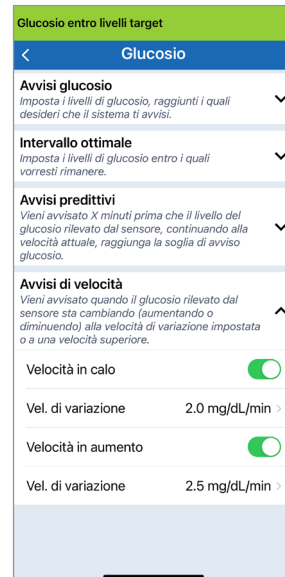 Glucosio entro livelli target
Glucosio
Avvisi glucosio
Imposta i livelli di glucosio, raggiunti i quali
desideri che il sistema ti avvisi.
Intervallo ottimale
Imposta i livelli di glucosio entro i quali
vorresti rimanere.
Avvisi predittivi
Vieni avvisato X minuti prima che il livello del
glucosio rilevato dal sensore, continuando alla
velocità attuale, raggiunga la soglia di avviso
glucosio.
Avvisi di velocità
Vieni avvisato quando il glucosio rilevato dal
sensore sta cambiando (aumentando o
diminuendo) alla velocità di variazione impostata
o a una velocità superiore.
Velocità in calo
Vel. di variazione 2.0 mg/dL/min
Velocità in aumento
Vel. di variazione 2.5 mg/dL/min